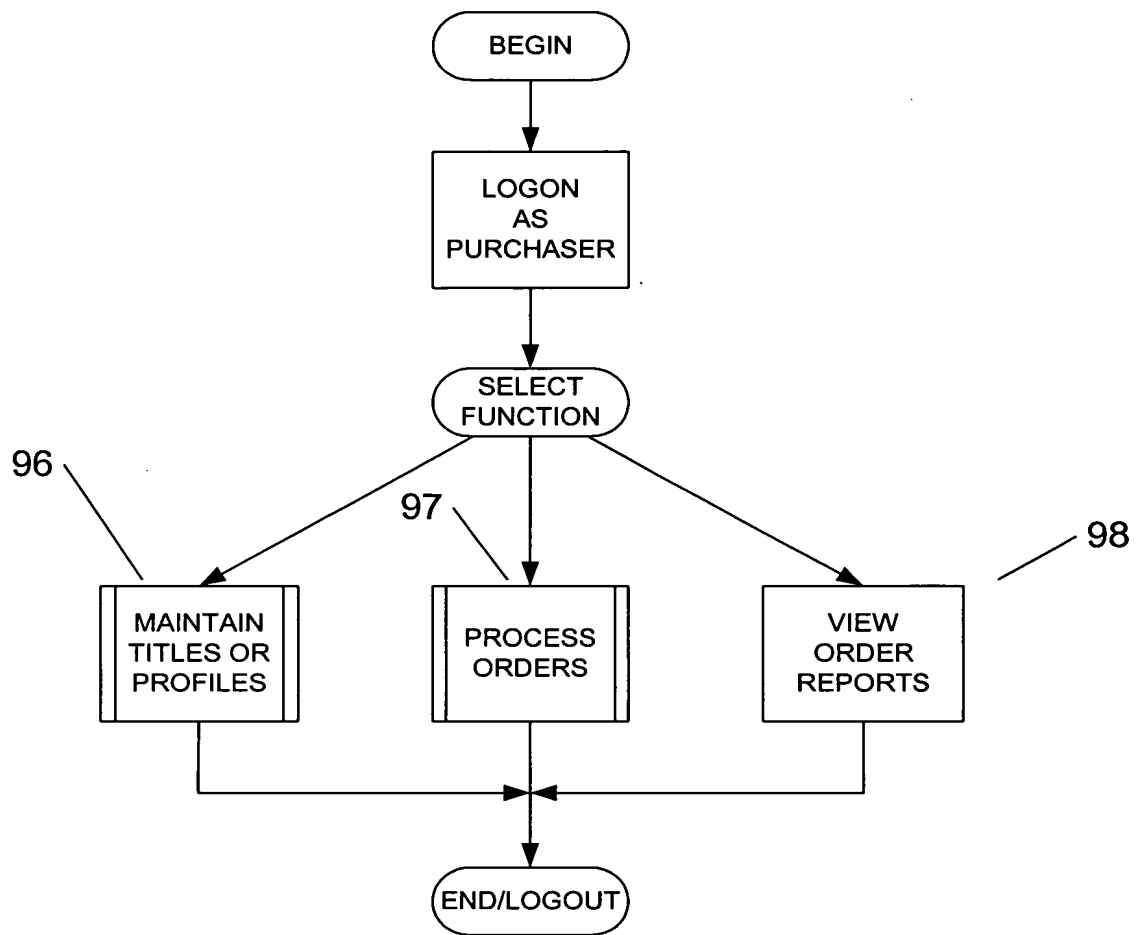 BEGIN
LOGON
AS
PURCHASER
SELECT
FUNCTION
96
97
98
MAINTAIN
TITLES OR
PROFILES
PROCESS
ORDERS
VIEW
ORDER
REPORTS
END/LOGOUT